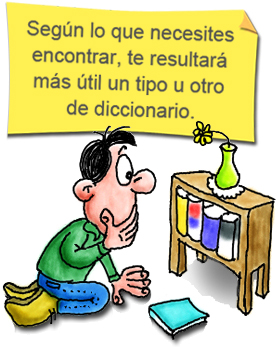 Según lo que necesites
encontrar, te resultará
más útil un tipo u otro
de diccionario.